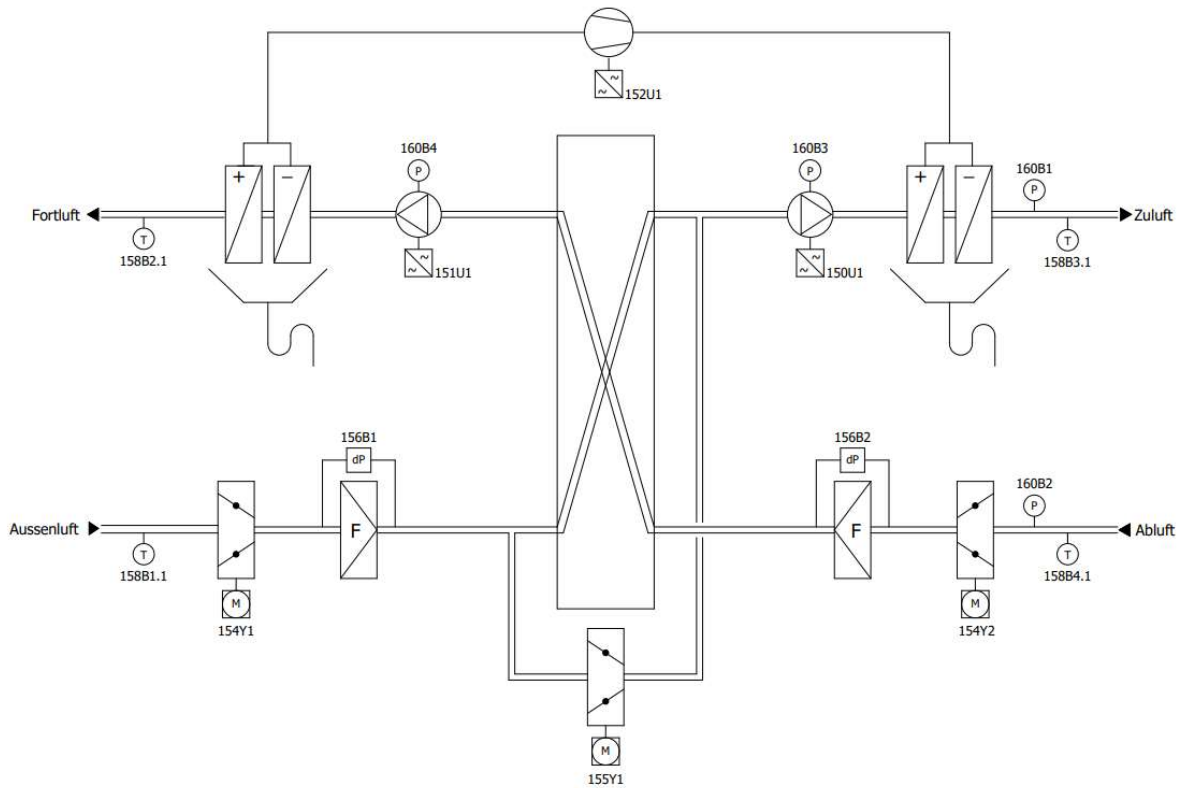 152U1
160B4
160B3
160B1
P
P
P
+
−
+
−
Fortluft
Zuluft
T
T
158B2.1
151U1
150U1
158B3.1
156B1
156B2
dP
dP
160B2
P
Aussenluft
F
F
Abluft
T
T
158B1.1
158B4.1
M
M
154Y1
154Y2
M
155Y1